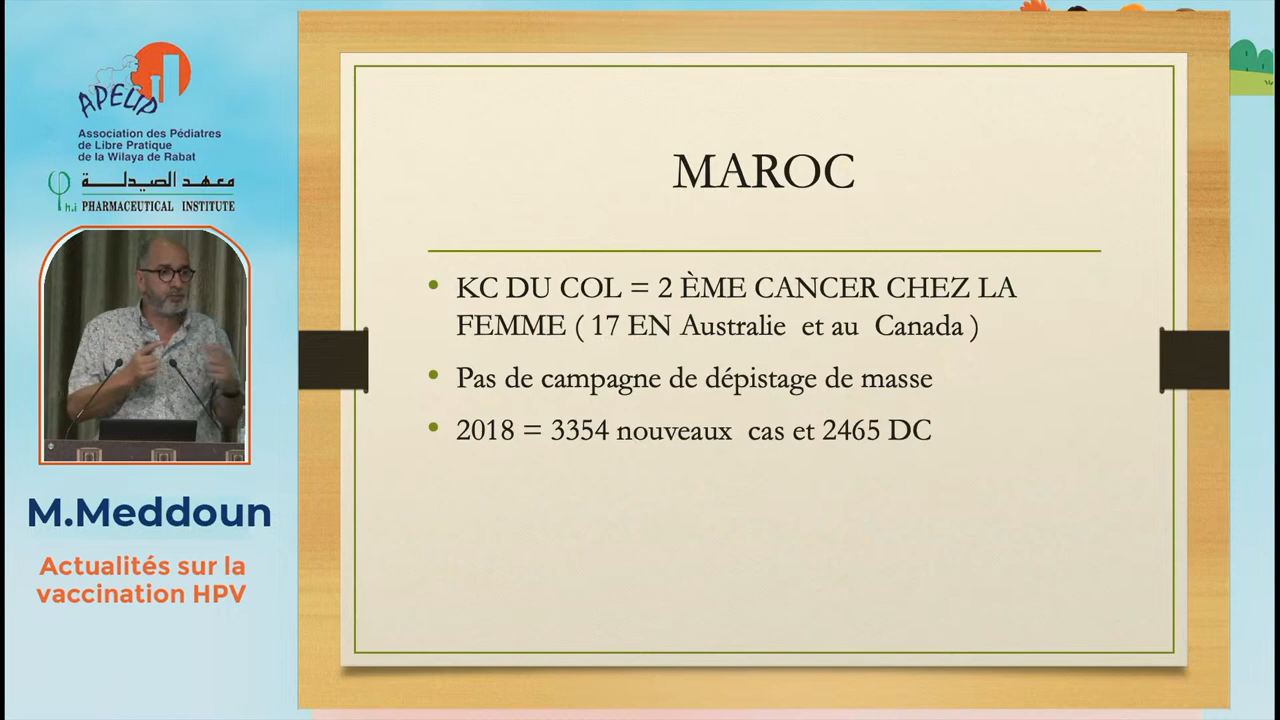 APELIP
Association des Pédiatres
de Libre Pratique
de la Wilaya de Rabat
معهد الصيدلة
h.i PHARMACEUTICAL INSTITUTE
M.Meddoun
Actualités sur la
vaccination HPV
MAROC
• KC DU COL = 2 ÈME CANCER CHEZ LA
FEMME ( 17 EN Australie et au Canada )
• Pas de campagne de dépistage de masse
• 2018 = 3354 nouveaux cas et 2465 DC